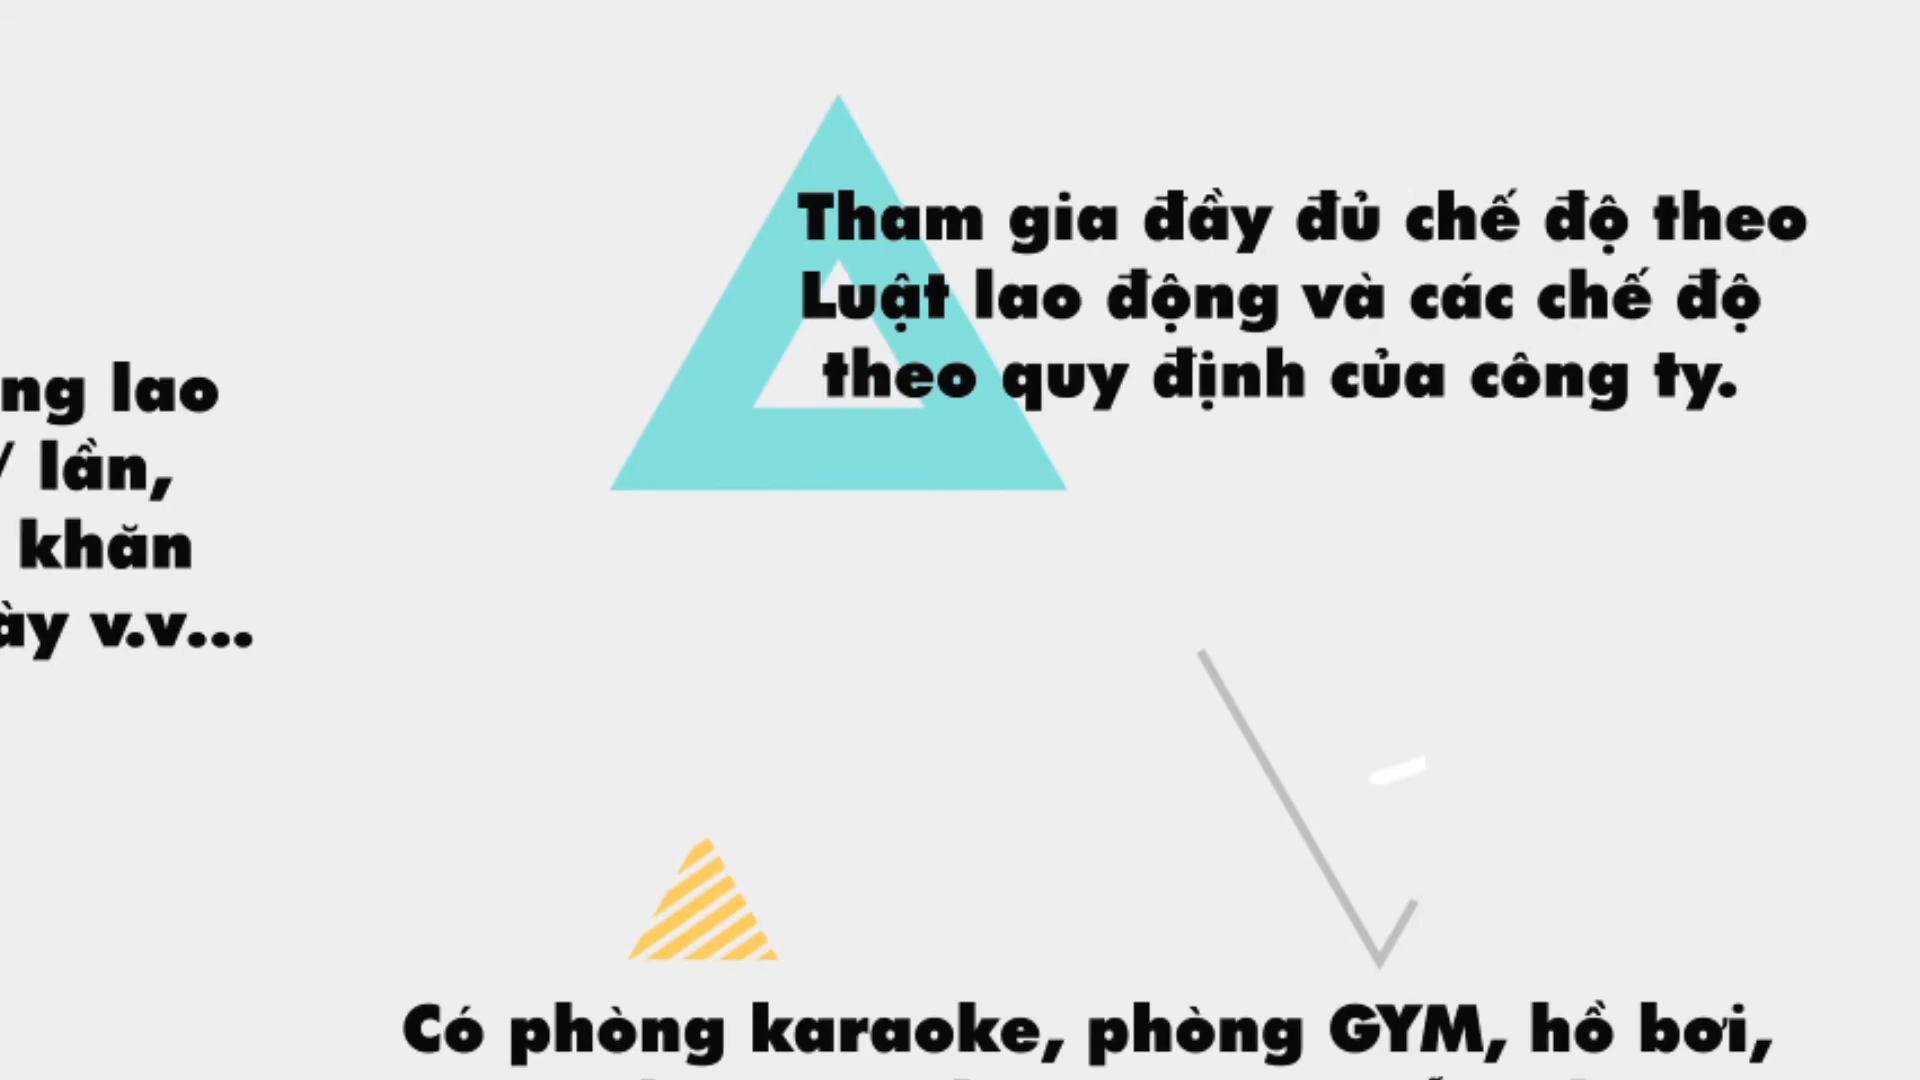 Tham gia đầy đủ chế độ theo
Luật lao động và các chế độ
theo quy định của công ty.
lao
/ lần,
khăn
v.v...
Có phòng karaoke, phòng GYM, hồ bơi,